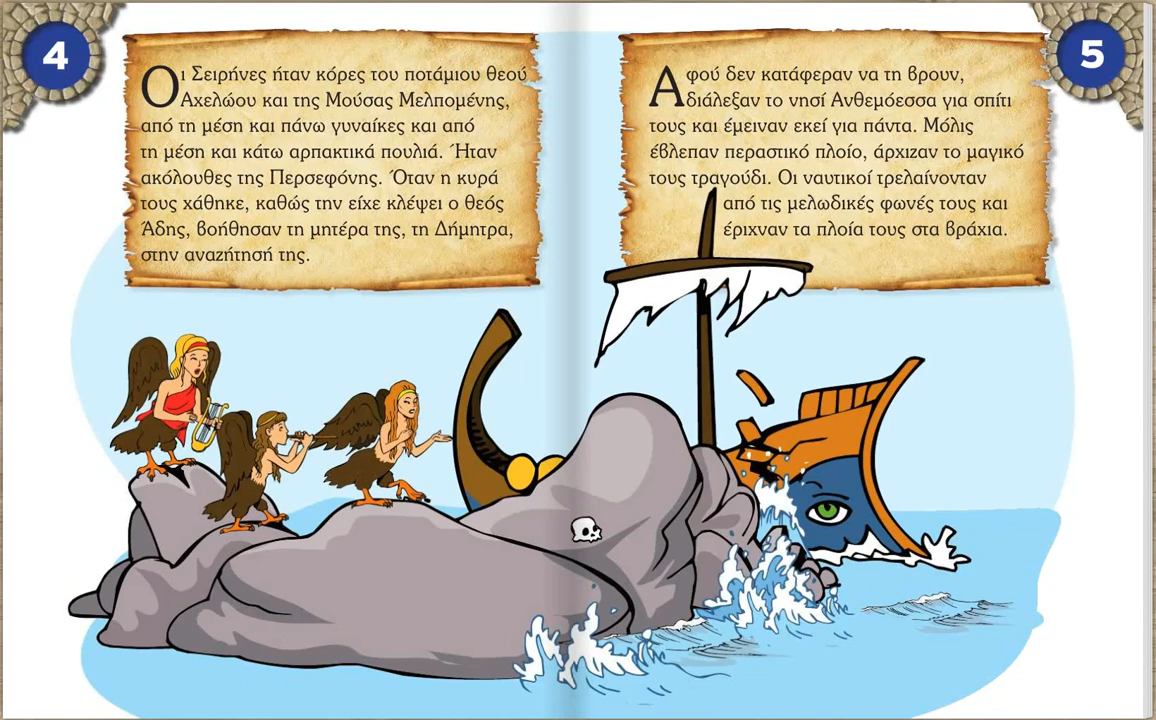 4
Οι Σειρήνες ήταν κόρες του ποτάμιου θεού
Αχελώου και της Μούσας Μελπομένης,
από τη μέση και πάνω γυναίκες και από
τη μέση και κάτω αρπακτικά πουλιά. Ήταν
ακόλουθες της Περσεφόνης. Όταν η κυρά
τους χάθηκε, καθώς την είχε κλέψει ο θεός
Άδης, βοήθησαν τη μητέρα της, τη Δήμητρα,
στην αναζήτησή της.
5
Αφού δεν κατάφεραν να τη βρουν,
διάλεξαν το νησί Ανθεμόεσσα για σπίτι
τους και έμειναν εκεί για πάντα. Μόλις
έβλεπαν περαστικό πλοίο, άρχιζαν το μαγικό
τους τραγούδι. Οι ναυτικοί τρελαίνονταν
από τις μελωδικές φωνές τους και
έριχναν τα πλοία τους στα βράχια.